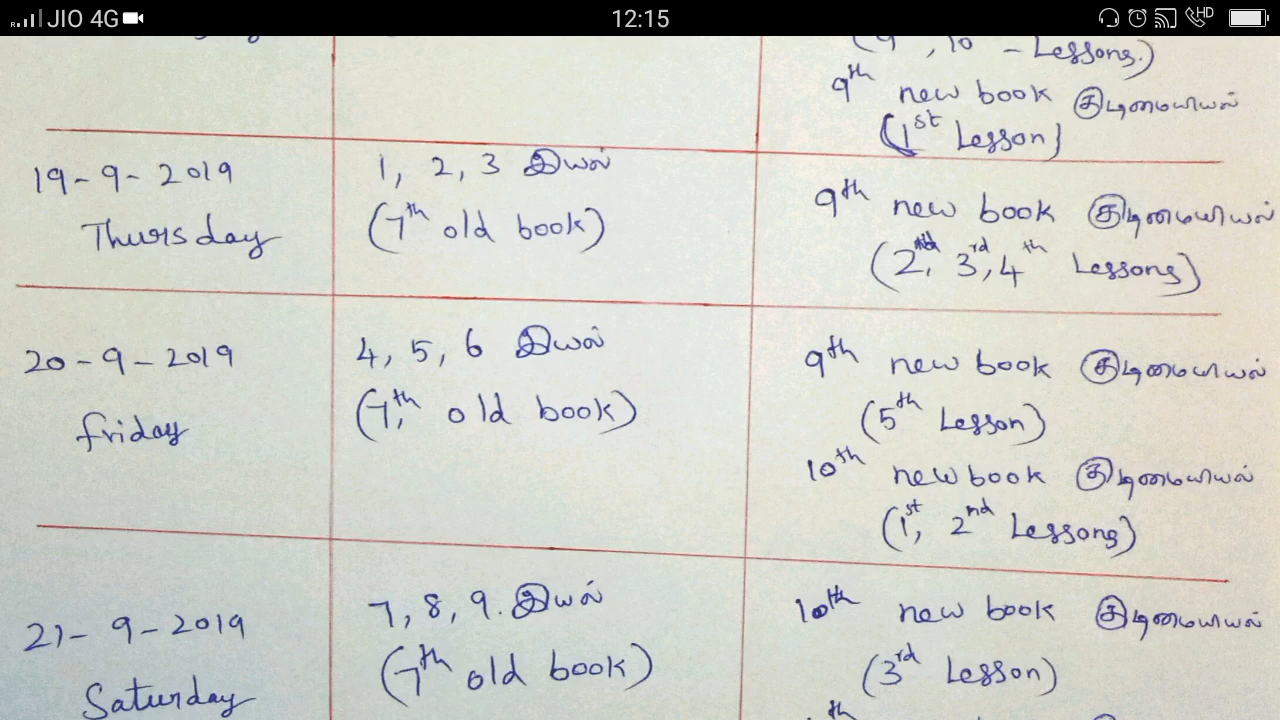 JIO 4G 12:15 HD
, 10 - Lessons.)
9th new book குடிமையியல்
(1st Lesson)
19-9-2019
Thursday
1, 2, 3 இயல்
(7th old book)
9th new book குடிமையியல்
(2nd, 3rd, 4th Lessons)
20-9-2019
Friday
4, 5, 6 இயல்
(7th old book)
9th new book குடிமையியல்
(5th Lesson)
10th new book குடிமையியல்
(1st, 2nd Lessons)
21-9-2019
Saturday
7, 8, 9. இயல்
(7th old book)
10th new book குடிமையியல்
(3rd Lesson)
th